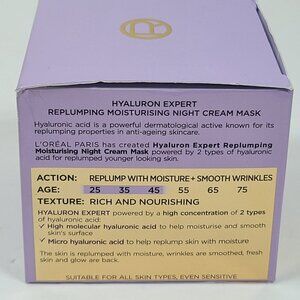 HYALURON EXPERT
REPLUMPING MOISTURISING NIGHT CREAM MASK
Hyaluronic acid is a powerful dermatological active known for its
replumping properties in anti-ageing skincare.
L'ORÉAL PARIS has created Hyaluron Expert Replumping
Moisturising Night Cream Mask powered by 2 types of hyaluronic
acid for replumped younger looking skin.
ACTION: REPLUMP WITH MOISTURE + SMOOTH WRINKLES
AGE: 25 35 45 55 65 75
TEXTURE: RICH AND NOURISHING
HYALURON EXPERT powered by a high concentration of 2 types
of hyaluronic acid:
✓ High molecular hyaluronic acid to help moisturise and smooth
skin's surface
✓ Micro hyaluronic acid to help replump skin with moisture
The skin is replumped with moisture, wrinkles are smoothed, fresh
skin and glow are back.
SUITABLE FOR ALL SKIN TYPES, EVEN SENSITIVE